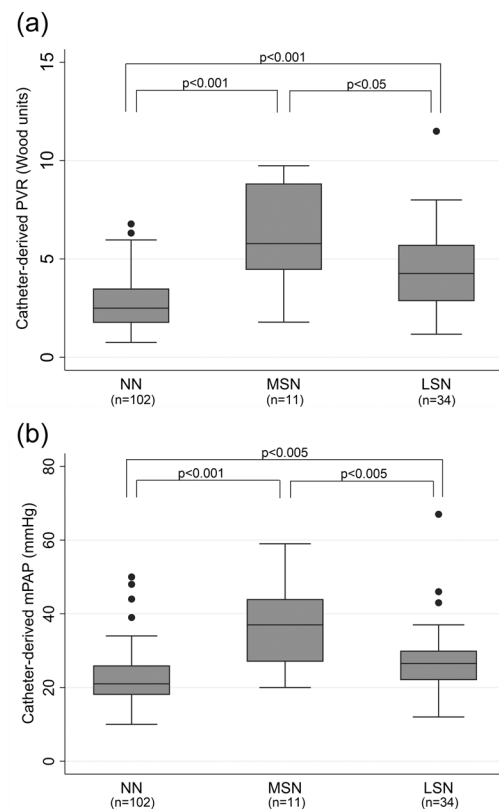 (a)
Catheter-derived PVR (Wood units)
15
10
5
0
p<0.001
p<0.001
p<0.05
NN
MSN
LSN
(n=102)
(n=11)
(n=34)
(b)
Catheter-derived mPAP (mmHg)
80
60
40
20
0
p<0.005
p<0.001
p<0.005
NN
MSN
LSN
(n=102)
(n=11)
(n=34)